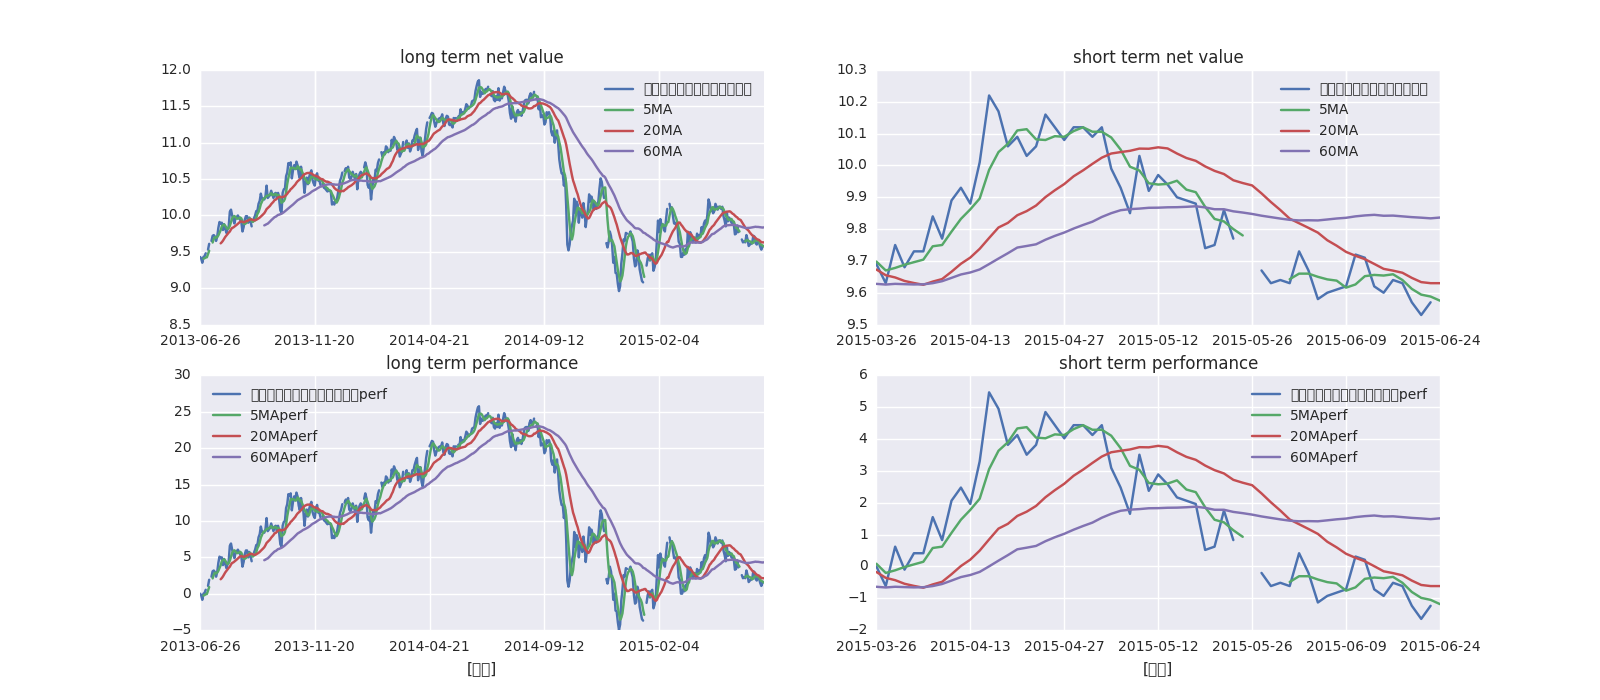 long term net value
12.0
11.5
11.0
10.5
10.0
9.5
9.0
8.5
5MA
20MA
60MA
2013-06-26 2013-11-20 2014-04-21 2014-09-12 2015-02-04
short term net value
10.3
10.2
10.1
10.0
9.9
9.8
9.7
9.6
9.5
5MA
20MA
60MA
2015-03-26 2015-04-13 2015-04-27 2015-05-12 2015-05-26 2015-06-09 2015-06-24
long term performance
30
25
20
15
10
5
0
−5
perf
5MAperf
20MAperf
60MAperf
2013-06-26 2013-11-20 2014-04-21 2014-09-12 2015-02-04
short term performance
6
5
4
3
2
1
0
−1
−2
perf
5MAperf
20MAperf
60MAperf
2015-03-26 2015-04-13 2015-04-27 2015-05-12 2015-05-26 2015-06-09 2015-06-24